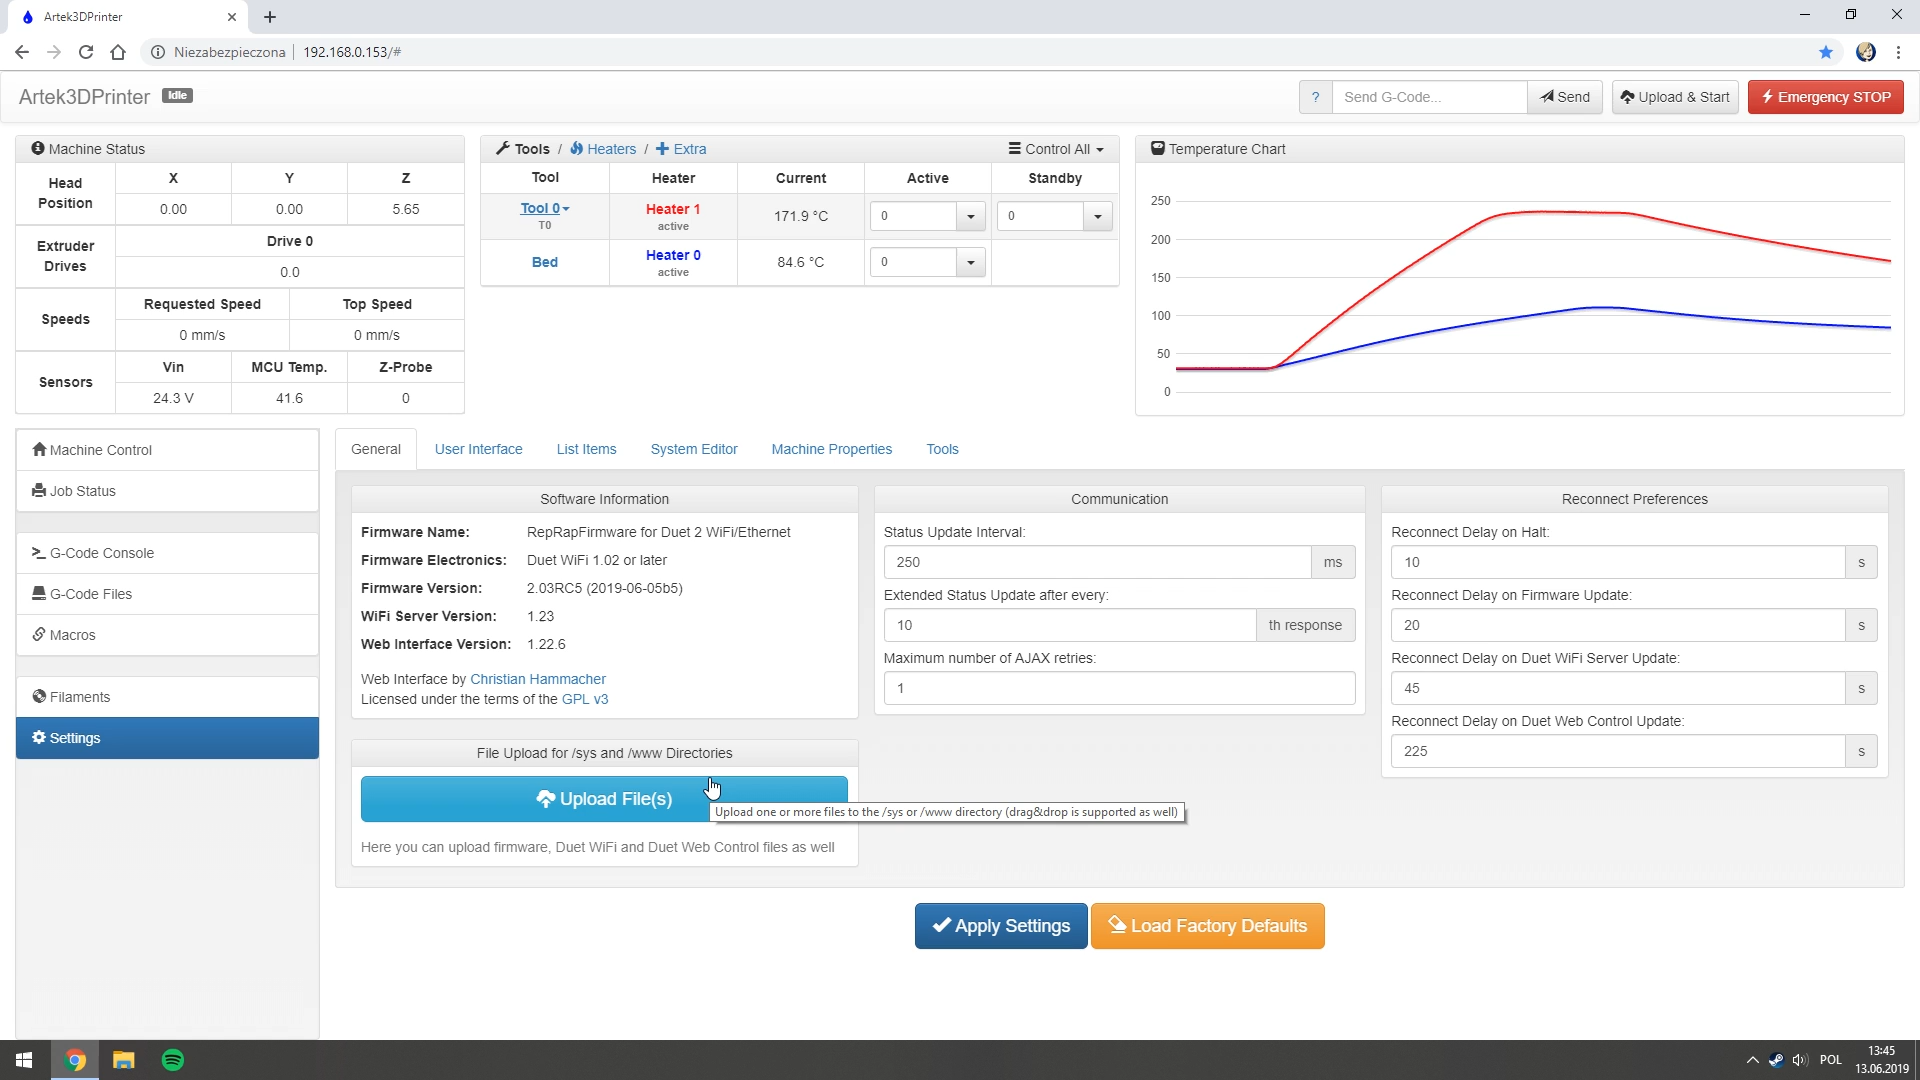 Artek3DPrinter
Niezabezpieczona 192.168.0.153/#
Artek3DPrinter Idle
? Send G-Code... Send Upload & Start Emergency STOP
Machine Status
Head Position X Y Z
0.00 0.00 5.65
Extruder Drives Drive 0
0.0
Speeds Requested Speed Top Speed
0 mm/s 0 mm/s
Sensors Vin MCU Temp. Z-Probe
24.3 V 41.6 0
Tools / Heaters / Extra Control All
Tool Heater Current Active Standby
Tool 0 Heater 1 171.9 °C 0 0
T0 active
Bed Heater 0 84.6 °C 0
active
Temperature Chart
250
200
150
100
50
0
Machine Control
Job Status
G-Code Console
G-Code Files
Macros
Filaments
Settings
General User Interface List Items System Editor Machine Properties Tools
Software Information
Firmware Name: RepRapFirmware for Duet 2 WiFi/Ethernet
Firmware Electronics: Duet WiFi 1.02 or later
Firmware Version: 2.03RC5 (2019-06-05b5)
WiFi Server Version: 1.23
Web Interface Version: 1.22.6
Web Interface by Christian Hammacher
Licensed under the terms of the GPL v3
File Upload for /sys and /www Directories
Upload File(s)
Upload one or more files to the /sys or /www directory (drag&drop is supported as well)
Here you can upload firmware, Duet WiFi and Duet Web Control files as well
Communication
Status Update Interval:
250 ms
Extended Status Update after every:
10 th response
Maximum number of AJAX retries:
1
Reconnect Preferences
Reconnect Delay on Halt:
10 s
Reconnect Delay on Firmware Update:
20 s
Reconnect Delay on Duet WiFi Server Update:
45 s
Reconnect Delay on Duet Web Control Update:
225 s
Apply Settings Load Factory Defaults
POL
13:45
13.06.2019